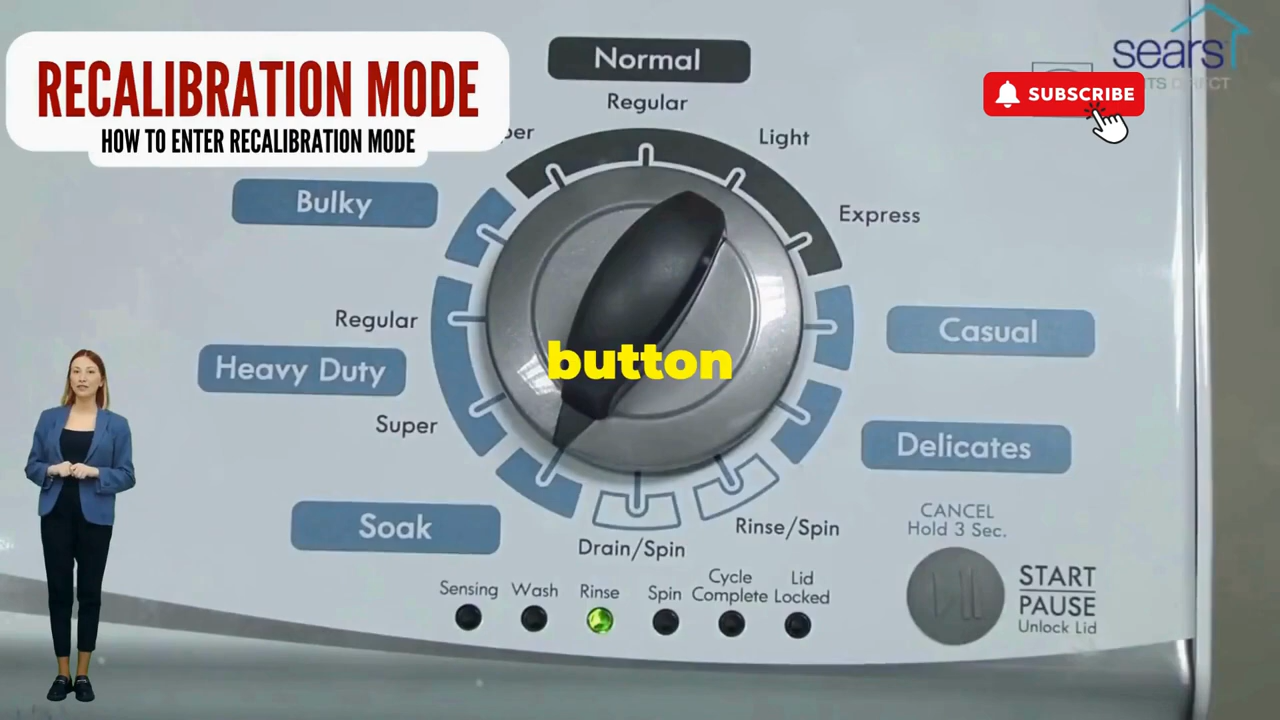 RECALIBRATION MODE
HOW TO ENTER RECALIBRATION MODE
sears
SUBSCRIBE
Normal
Regular
Light
Express
Bulky
Regular
Heavy Duty
Super
Casual
Delicates
button
Soak
Drain/Spin
Rinse/Spin
CANCEL
Hold 3 Sec.
START
PAUSE
Unlock Lid
Sensing
Wash
Rinse
Spin
Cycle
Complete
Lid
Locked